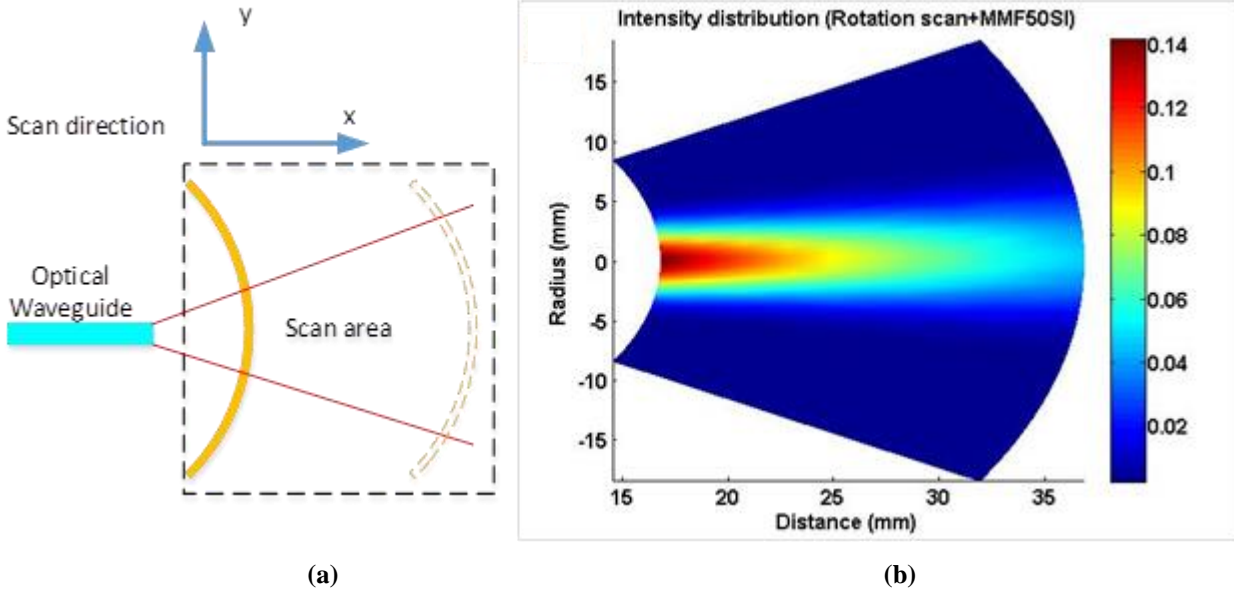 y
x
Scan direction
Optical
Waveguide
Scan area
(a)
Intensity distribution (Rotation scan+MMF50SI)
Radius (mm)
15
10
5
0
-5
-10
-15
15 20 25 30 35
Distance (mm)
0.14
0.12
0.1
0.08
0.06
0.04
0.02
(b)